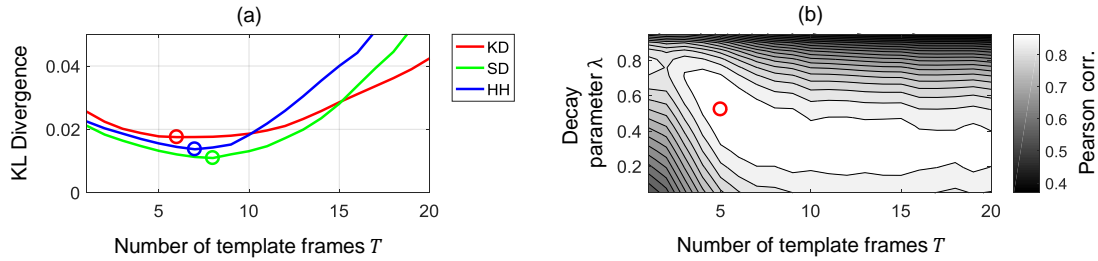 (a)
KL Divergence
0.04
0.02
0
5
10
15
20
Number of template frames T
KD
SD
HH
(b)
Decay
parameter λ
0.8
0.6
0.4
0.2
5
10
15
20
Number of template frames T
0.8
0.7
0.6
0.5
0.4
Pearson corr.